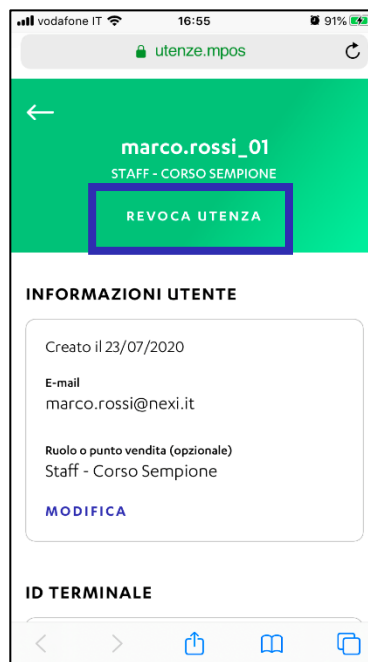 vodafone IT 16:55 91%
utenze.mpos
marco.rossi_01
STAFF - CORSO SEMPIONE
REVOCA UTENZA
INFORMAZIONI UTENTE
Creato il 23/07/2020
E-mail
marco.rossi@nexi.it
Ruolo o punto vendita (opzionale)
Staff - Corso Sempione
MODIFICA
ID TERMINALE